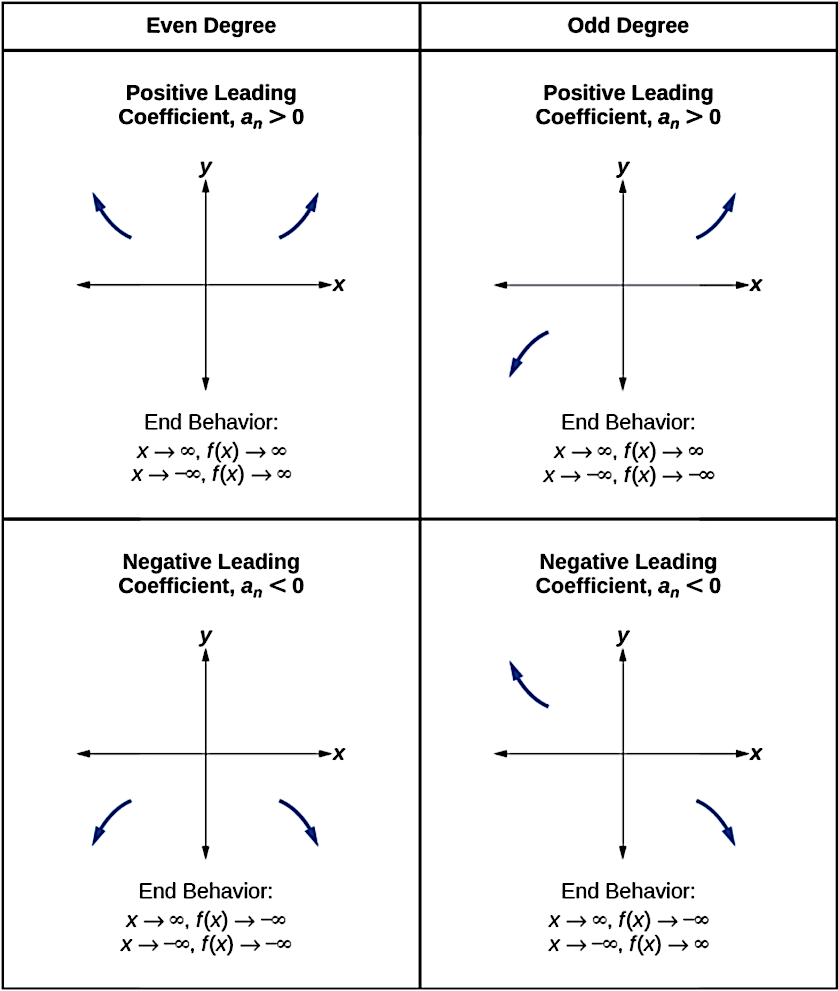 Even Degree
Odd Degree
Positive Leading
Coefficient, aₙ > 0
y
x
End Behavior:
x → ∞, f(x) → ∞
x → –∞, f(x) → ∞
Positive Leading
Coefficient, aₙ > 0
y
x
End Behavior:
x → ∞, f(x) → ∞
x → –∞, f(x) → –∞
Negative Leading
Coefficient, aₙ < 0
y
x
End Behavior:
x → ∞, f(x) → –∞
x → –∞, f(x) → –∞
Negative Leading
Coefficient, aₙ < 0
y
x
End Behavior:
x → ∞, f(x) → –∞
x → –∞, f(x) → ∞